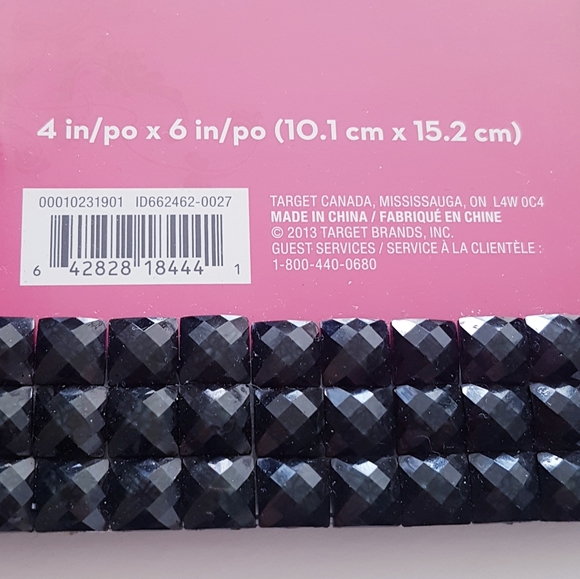 4 in/po x 6 in/po (10.1 cm x 15.2 cm)
00010231901 ID662462-0027
6 42828 18444 1
TARGET CANADA, MISSISSAUGA, ON L4W 0C4
MADE IN CHINA / FABRIQUÉ EN CHINE
© 2013 TARGET BRANDS, INC.
GUEST SERVICES / SERVICE À LA CLIENTÈLE :
1-800-440-0680